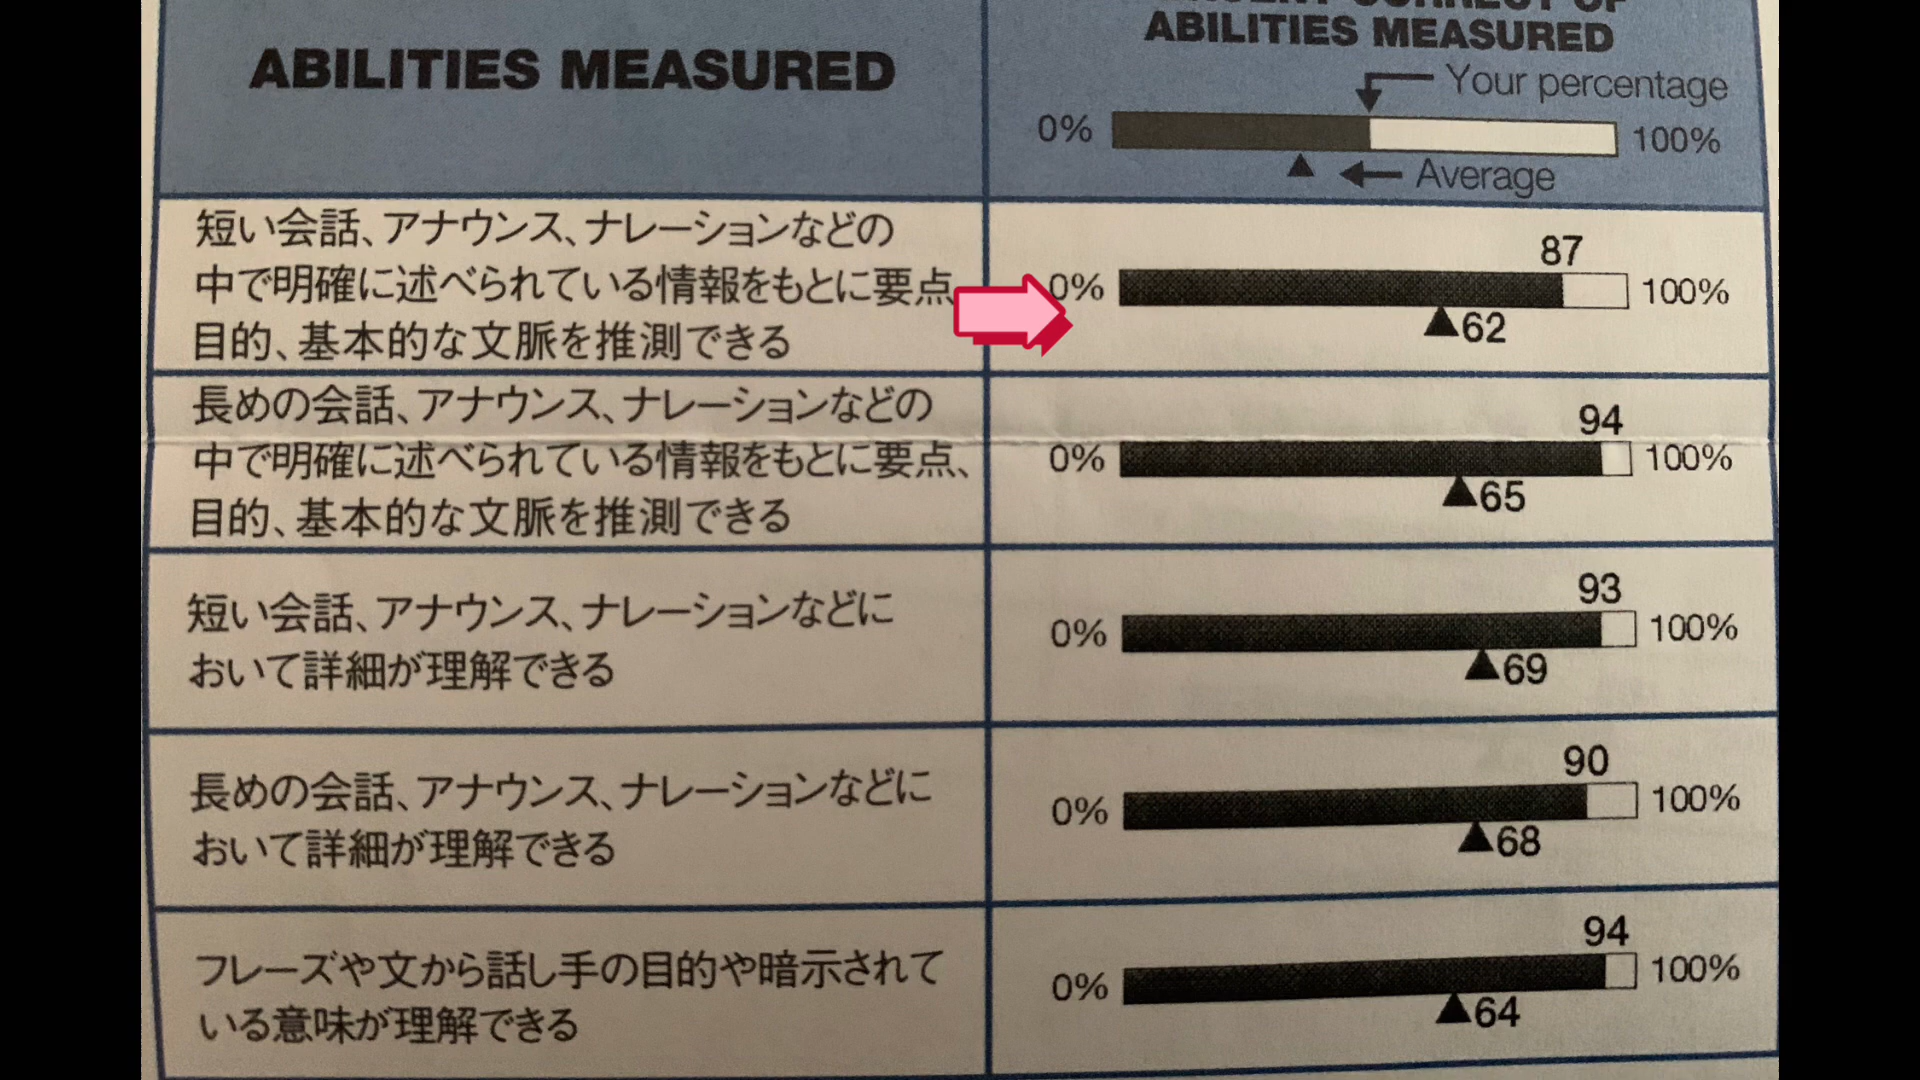 ABILITIES MEASURED
CORRECT OF
ABILITIES MEASURED
Your percentage
0% 100%
Average
短い会話、アナウンス、ナレーションなどの
中で明確に述べられている情報をもとに要点、
目的、基本的な文脈を推測できる
87
0% 100%
▲62
長めの会話、アナウンス、ナレーションなどの
中で明確に述べられている情報をもとに要点、
目的、基本的な文脈を推測できる
94
0% 100%
▲65
短い会話、アナウンス、ナレーションなどに
おいて詳細が理解できる
93
0% 100%
▲69
長めの会話、アナウンス、ナレーションなどに
おいて詳細が理解できる
90
0% 100%
▲68
フレーズや文から話し手の目的や暗示されて
いる意味が理解できる
94
0% 100%
▲64